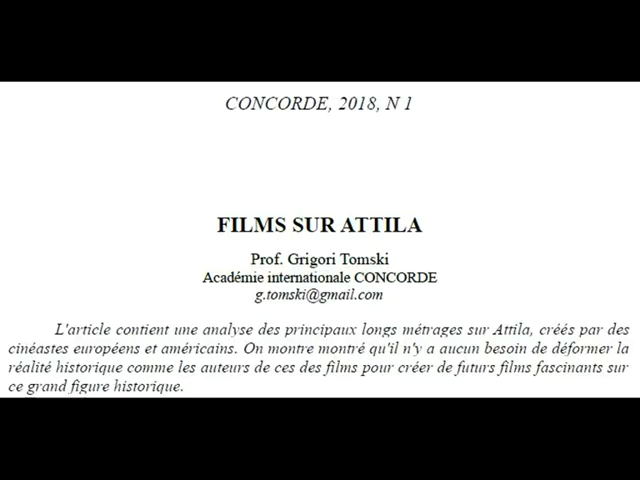 CONCORDE, 2018, N 1
FILMS SUR ATTILA
Prof. Grigori Tomski
Académie internationale CONCORDE
g.tomski@gmail.com
L'article contient une analyse des principaux longs métrages sur Attila, créés par des
cinéastes européens et américains. On montre montré qu'il n'y a aucun besoin de déformer la
réalité historique comme les auteurs de ces des films pour créer de futurs films fascinants sur
ce grand figure historique.